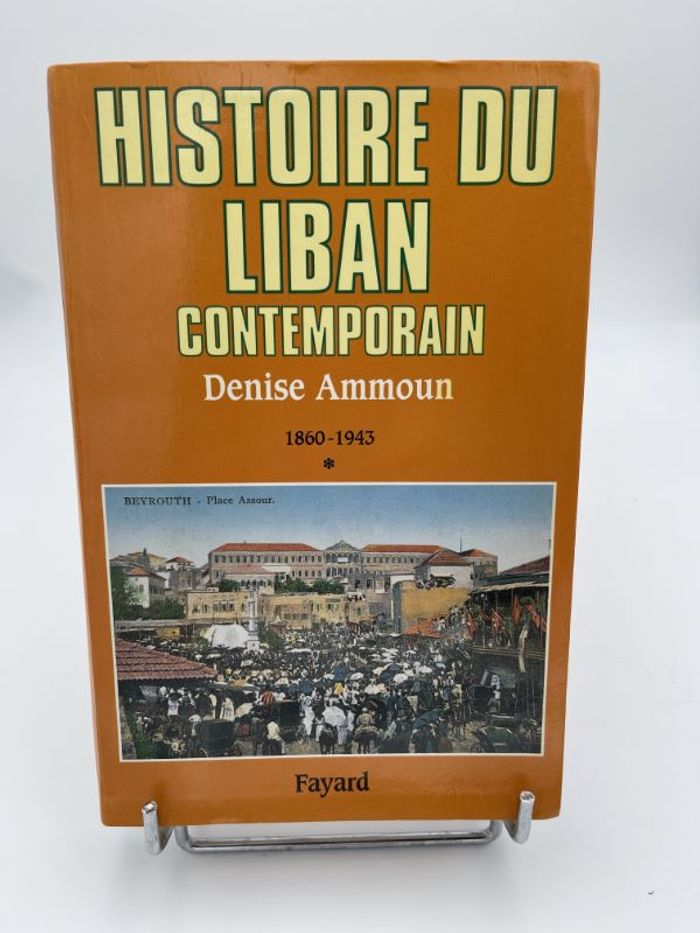 HISTOIRE DU
LIBAN
CONTEMPORAIN
Denise Ammoun
1860-1943
*
BEYROUTH - Place Assour.
Fayard